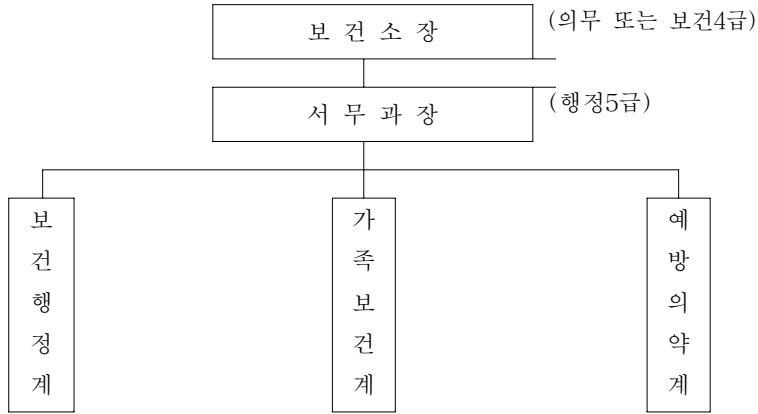 보 건 소 장
(의무 또는 보건4급)
서 무 과 장
(행정5급)
보건행정계
가족보건계
예방의약계